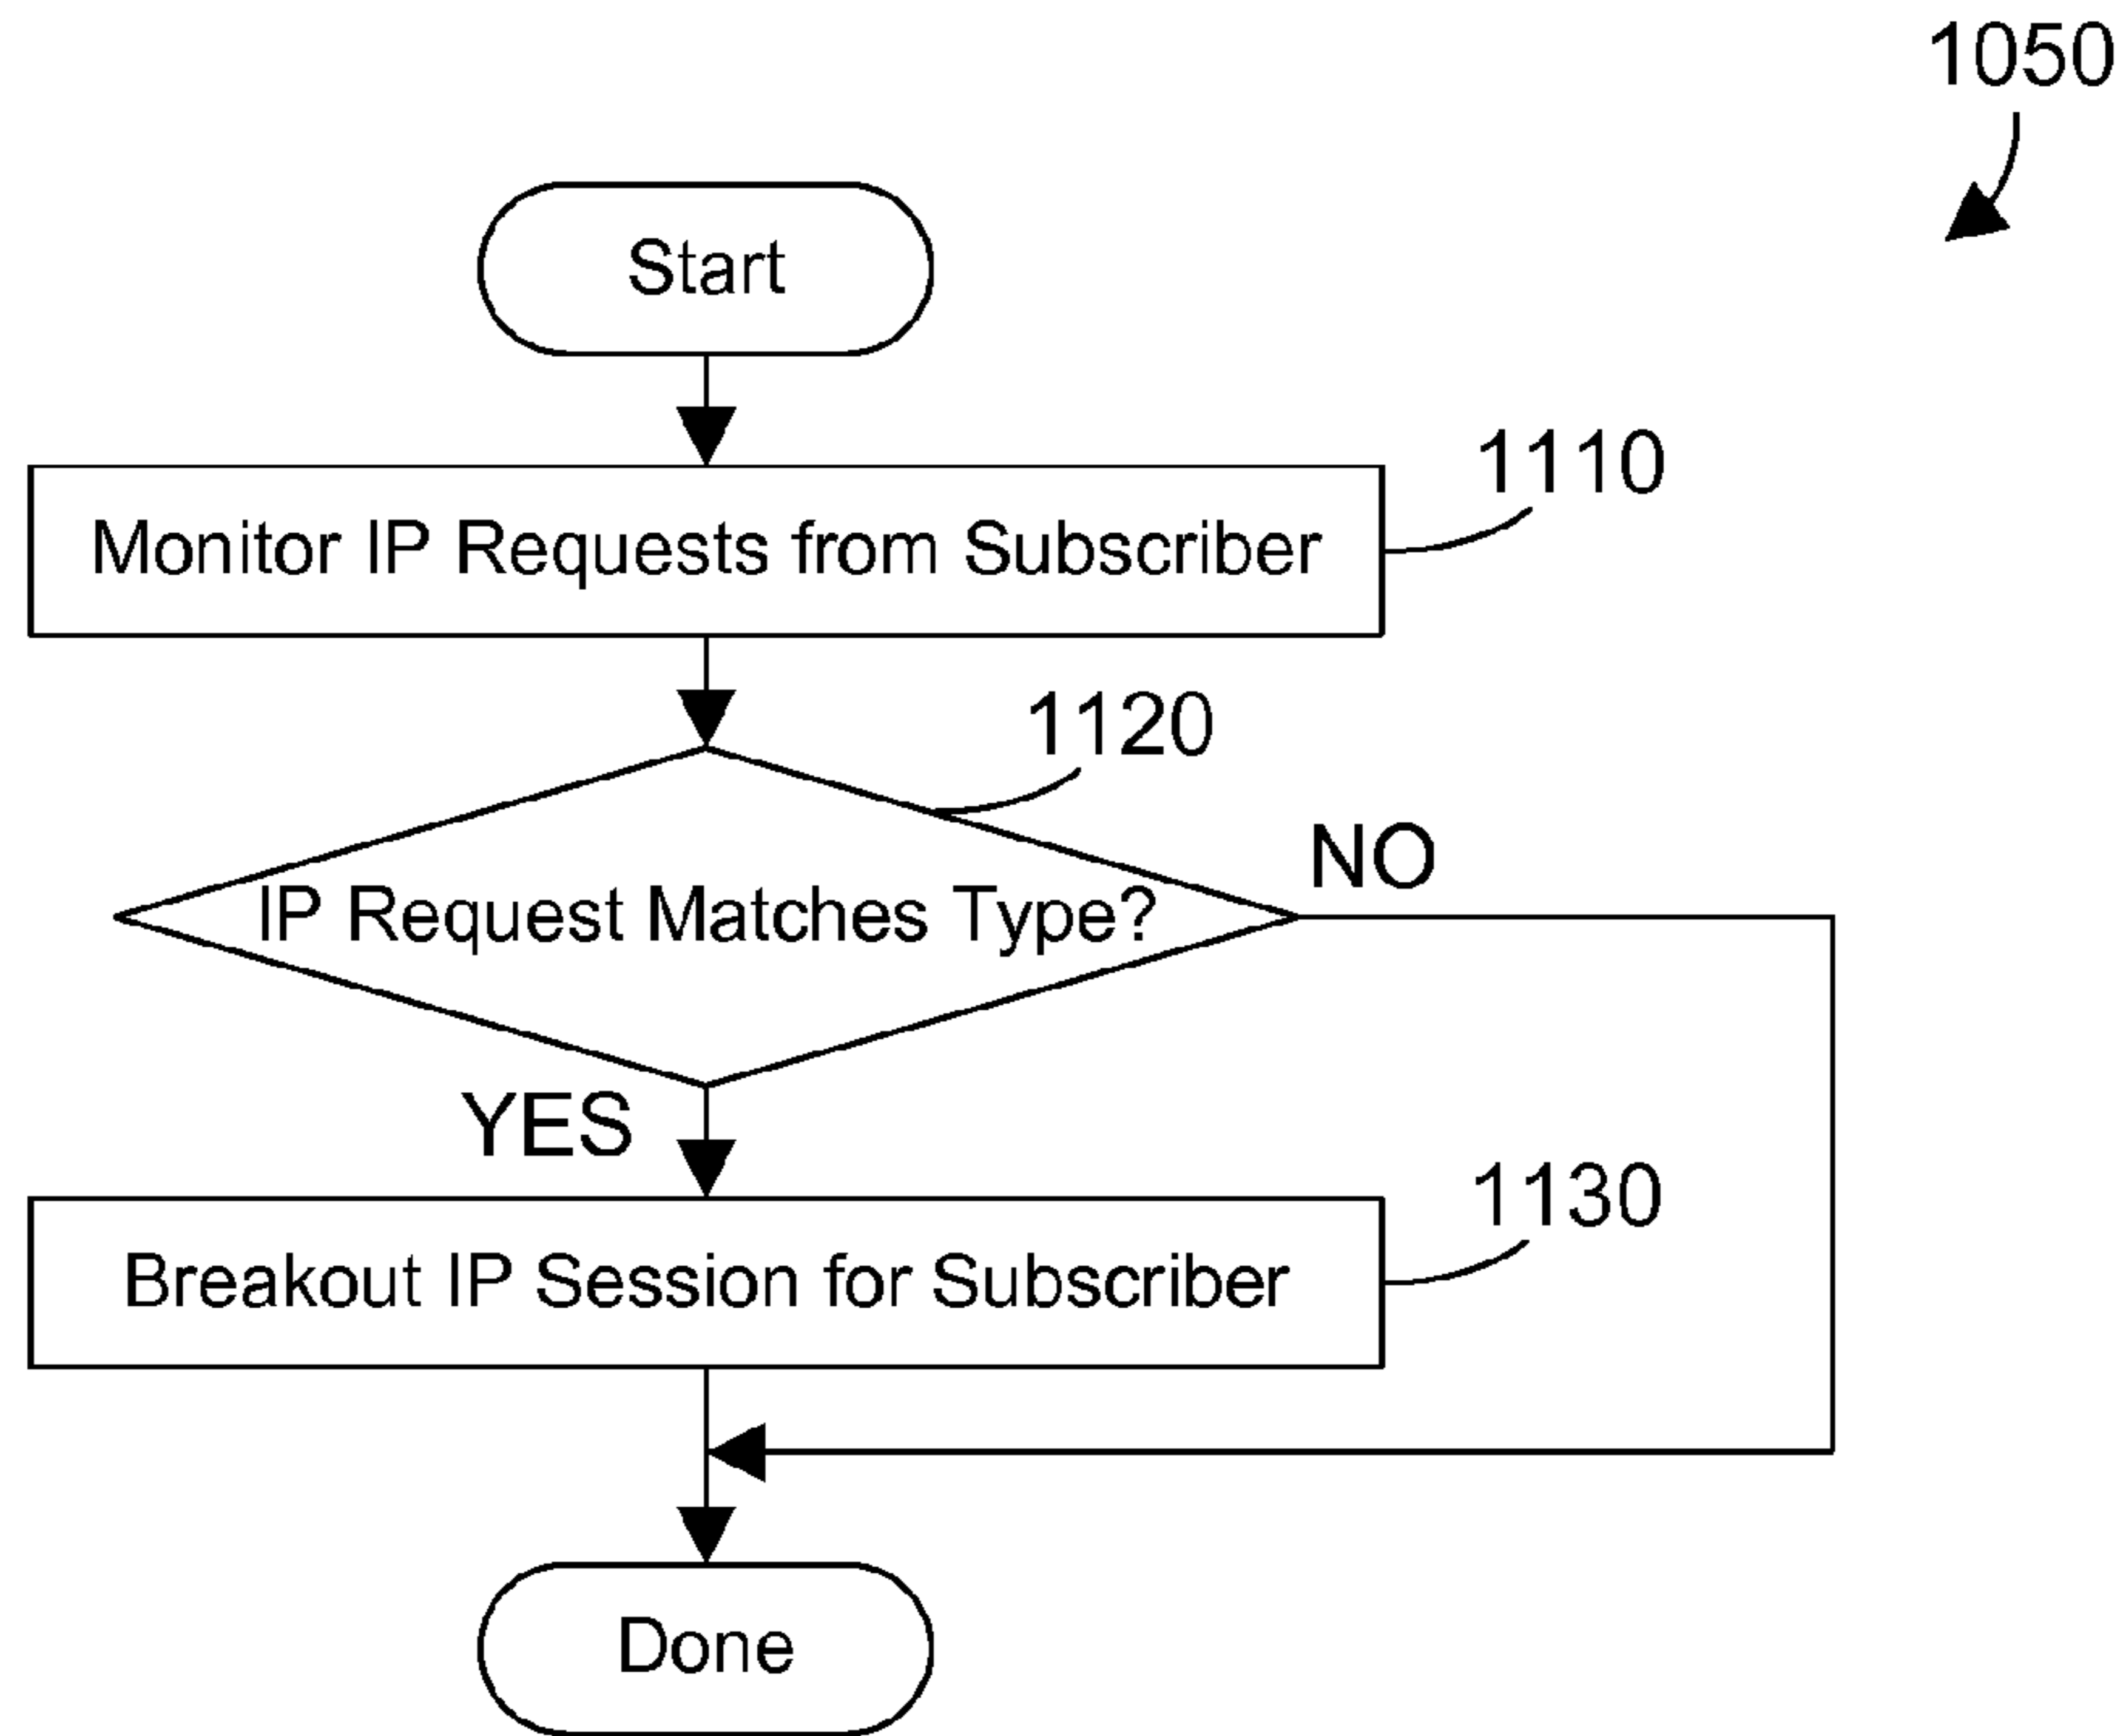 1050
Start
Monitor IP Requests from Subscriber
1110
1120
IP Request Matches Type?
NO
YES
Breakout IP Session for Subscriber
1130
Done